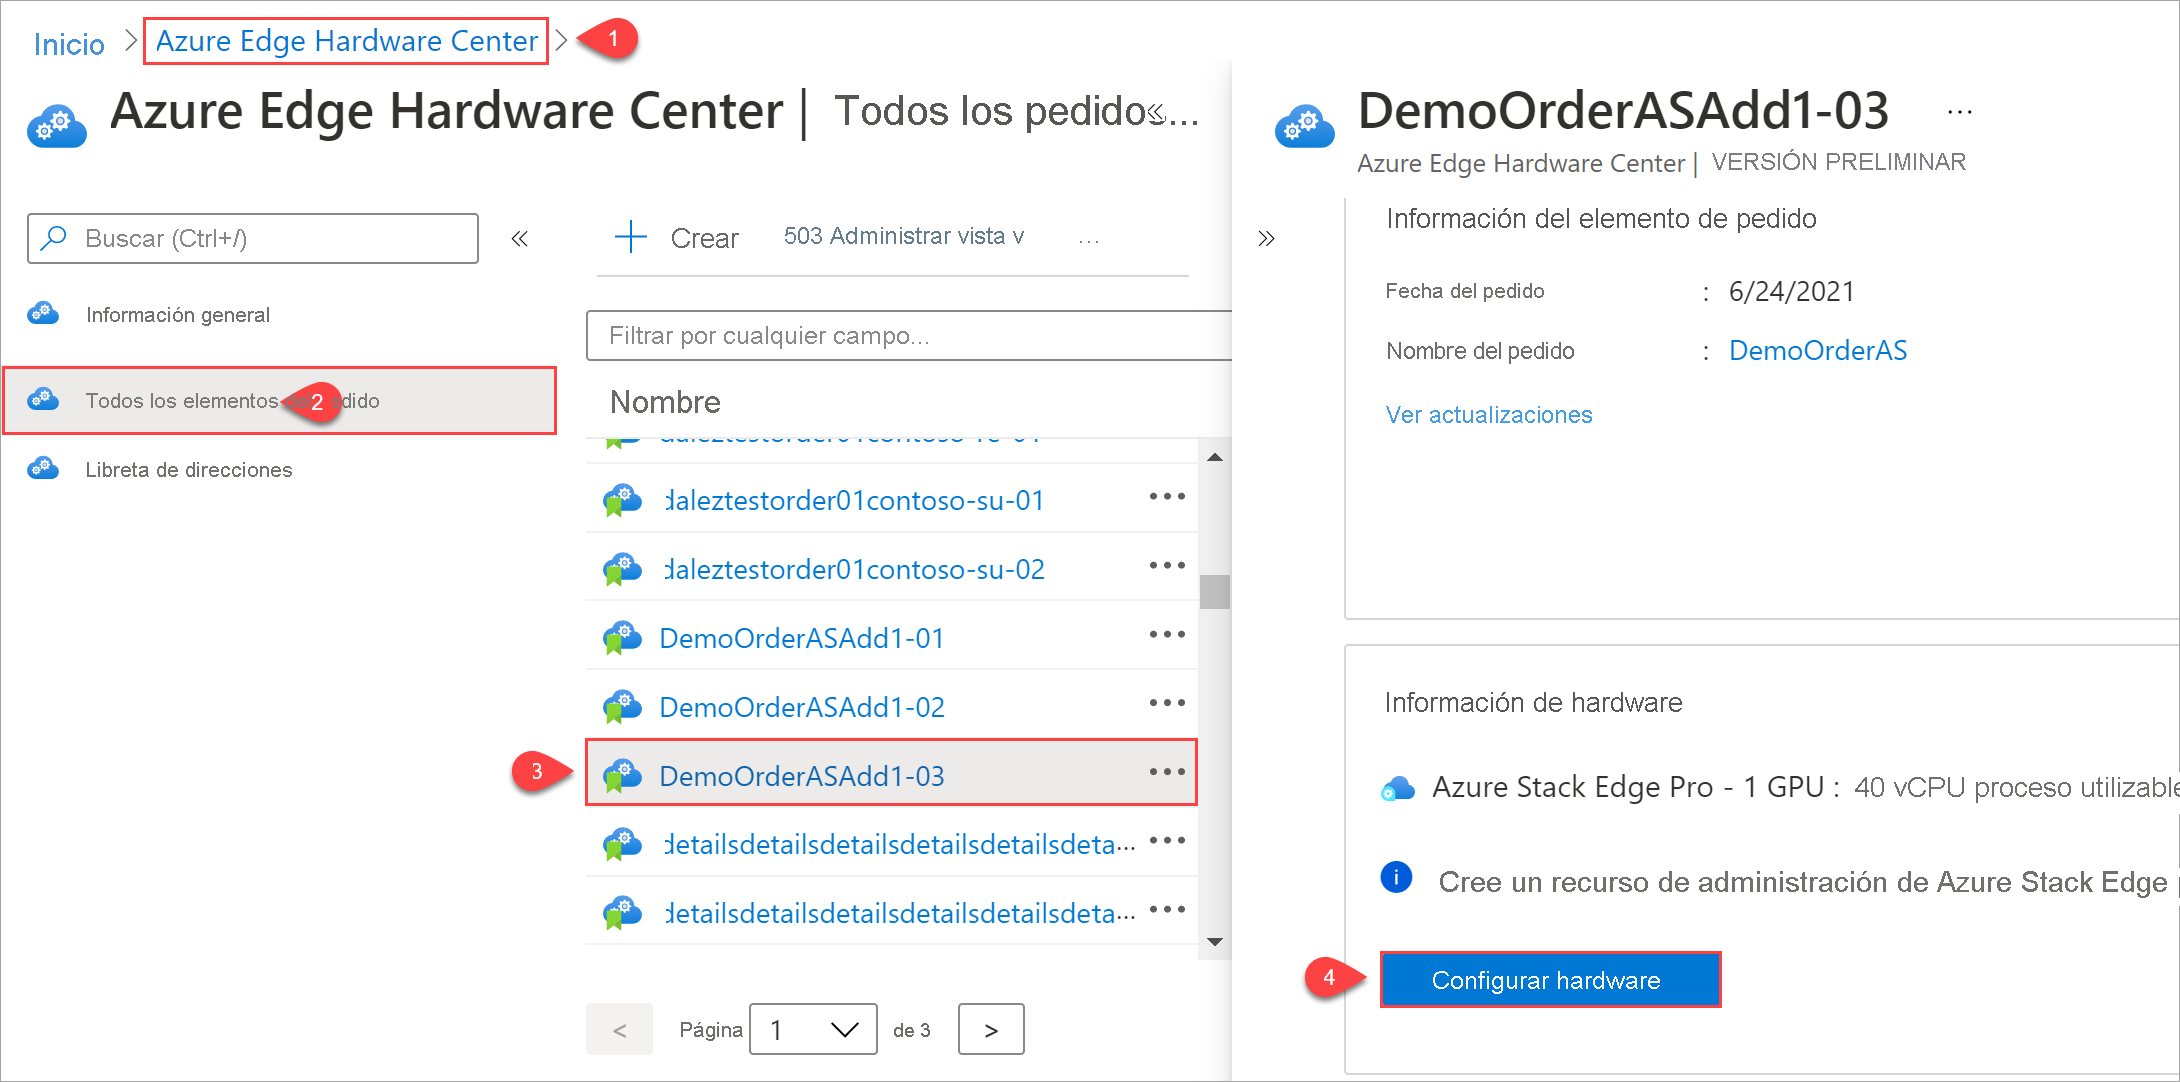 Inicio > Azure Edge Hardware Center > 1
Azure Edge Hardware Center | Todos los pedidos...
Buscar (Ctrl+/)
Información general
Todos los elementos del pedido
2
Libreta de direcciones
+ Crear 503 Administrar vista v ...
Filtrar por cualquier campo...
Nombre
daleztestorder01contoso-su-01
daleztestorder01contoso-su-02
DemoOrderASAdd1-01
DemoOrderASAdd1-02
3
DemoOrderASAdd1-03
detailsdetailsdetailsdetailsdetailsdeta...
detailsdetailsdetailsdetailsdetailsdeta...
< Página 1 de 3 >
DemoOrderASAdd1-03 ...
Azure Edge Hardware Center | VERSIÓN PRELIMINAR
Información del elemento de pedido
Fecha del pedido : 6/24/2021
Nombre del pedido : DemoOrderAS
Ver actualizaciones
Información de hardware
Azure Stack Edge Pro - 1 GPU : 40 vCPU proceso utilizable
Cree un recurso de administración de Azure Stack Edge
4
Configurar hardware